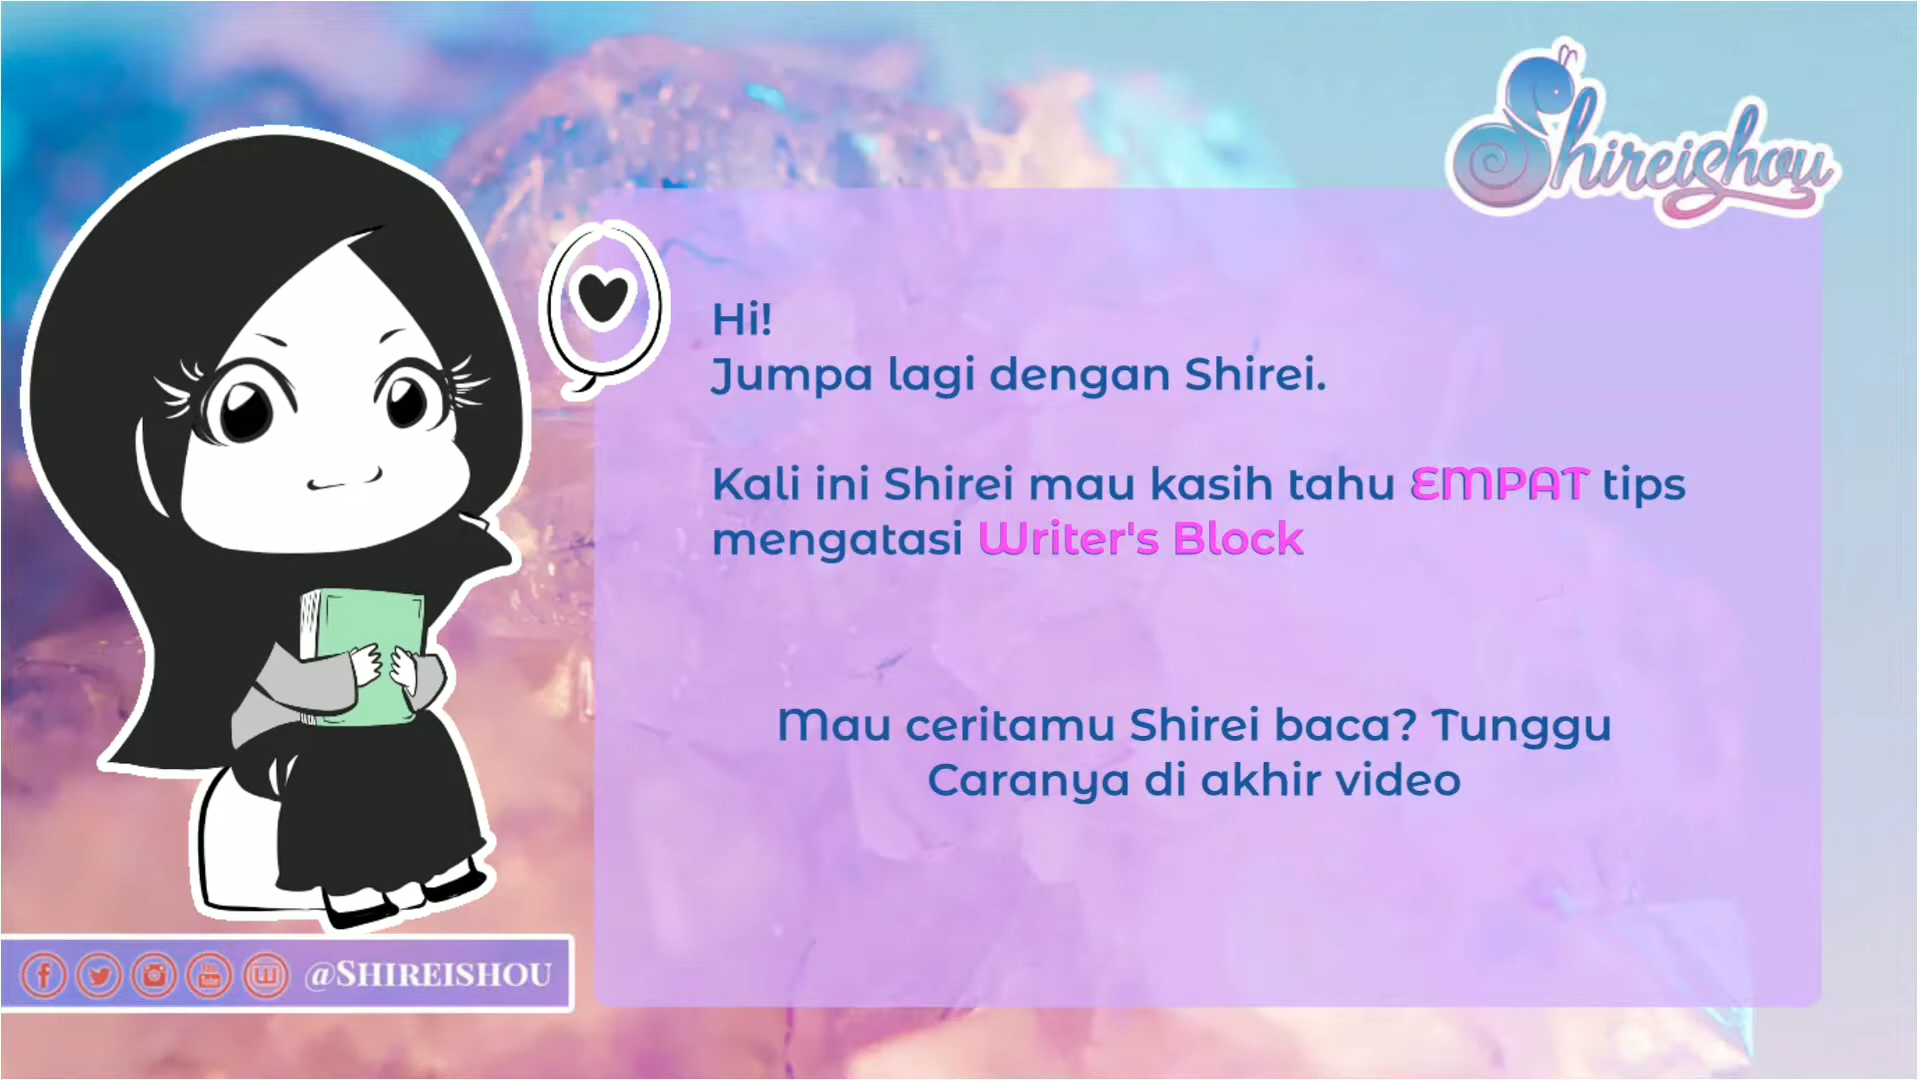 Shireishou
Hi!
Jumpa lagi dengan Shirei.
Kali ini Shirei mau kasih tahu EMPAT tips
mengatasi Writer's Block
Mau ceritamu Shirei baca? Tunggu
Caranya di akhir video
@SHIREISHOU